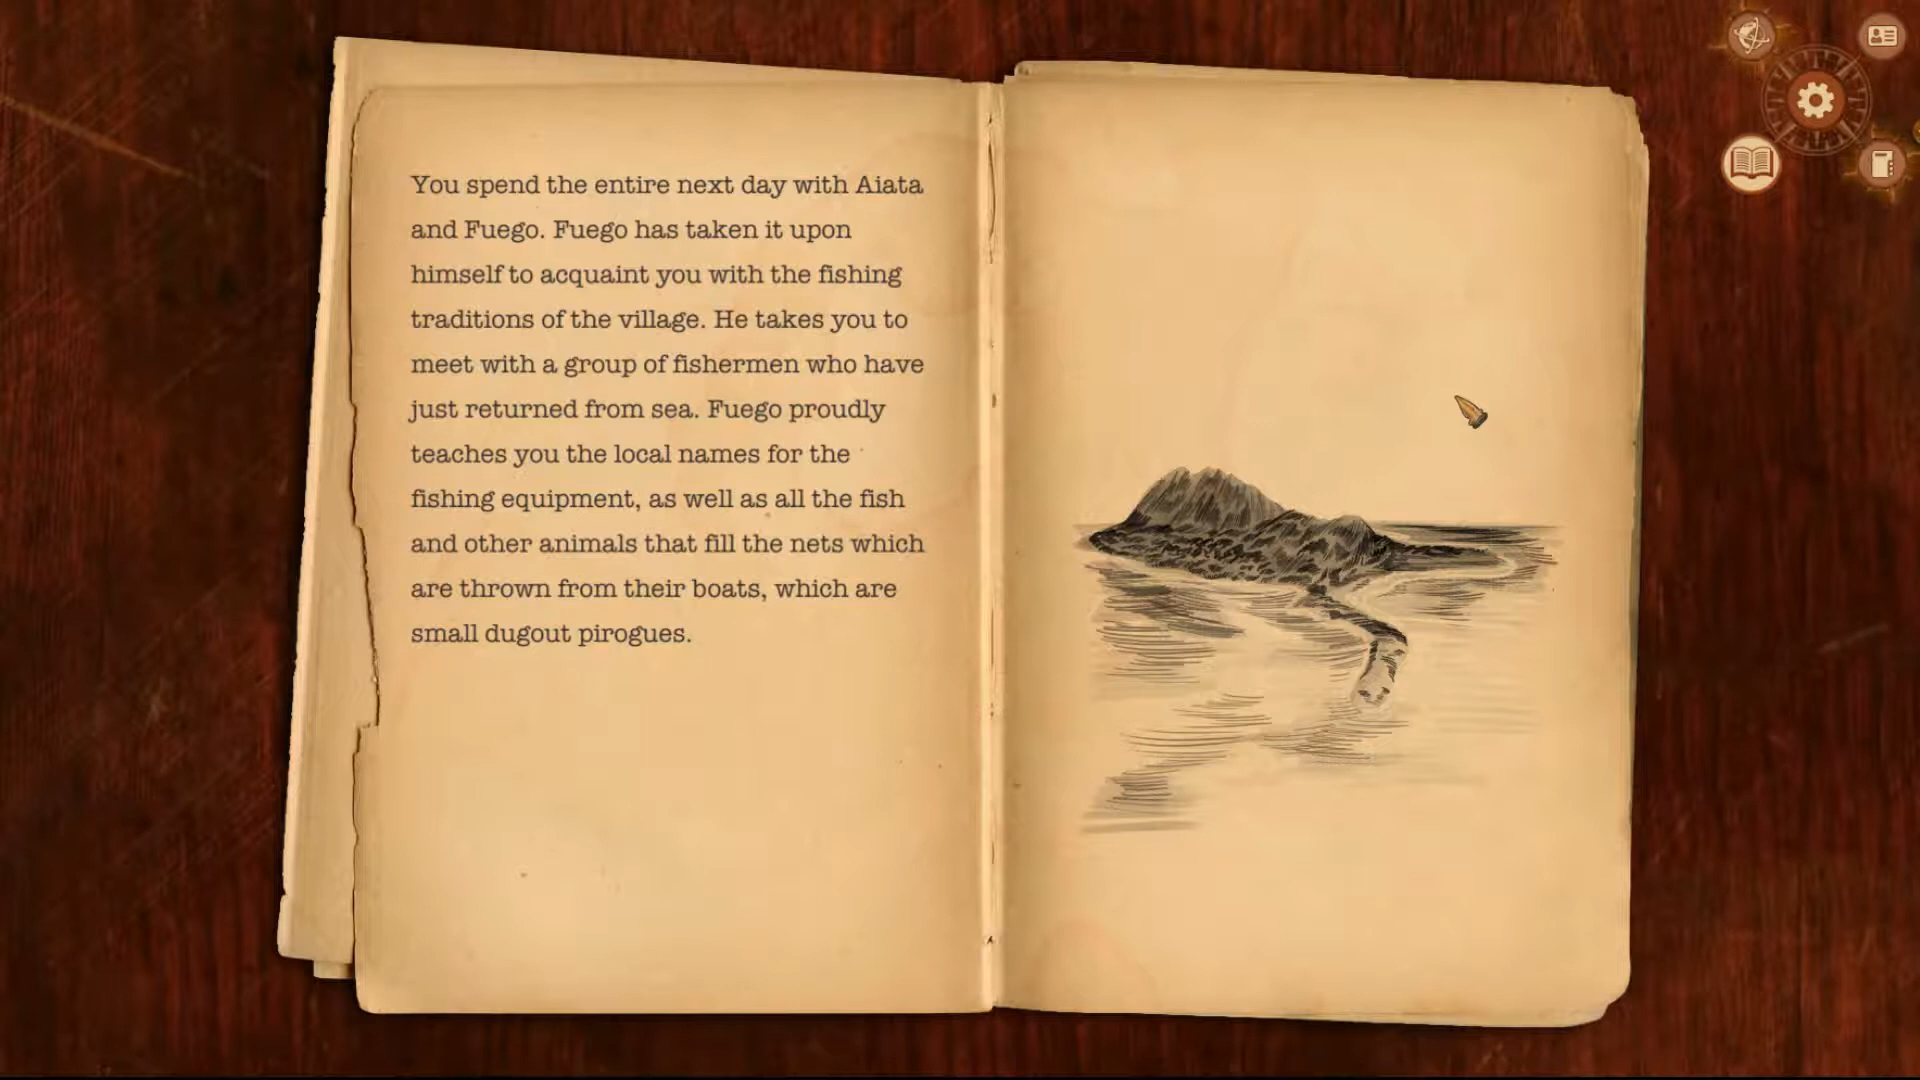 You spend the entire next day with Aiata
and Fuego. Fuego has taken it upon
himself to acquaint you with the fishing
traditions of the village. He takes you to
meet with a group of fishermen who have
just returned from sea. Fuego proudly
teaches you the local names for the
fishing equipment, as well as all the fish
and other animals that fill the nets which
are thrown from their boats, which are
small dugout pirogues.